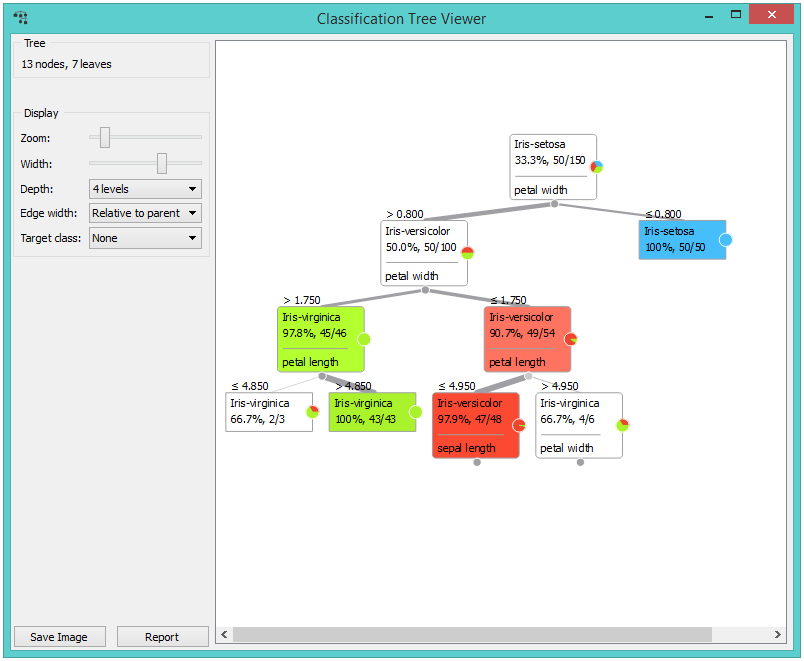 Classification Tree Viewer
Tree
13 nodes, 7 leaves
Display
Zoom:
Width:
Depth: 4 levels
Edge width: Relative to parent
Target class: None
Save Image
Report
Iris-setosa
33.3%, 50/150
petal width
> 0.800
≤ 0.800
Iris-versicolor
50.0%, 50/100
petal width
Iris-setosa
100%, 50/50
> 1.750
≤ 1.750
Iris-virginica
97.8%, 45/46
petal length
Iris-versicolor
90.7%, 49/54
petal length
≤ 4.850
> 4.850
≤ 4.950
> 4.950
Iris-virginica
66.7%, 2/3
Iris-virginica
100%, 43/43
Iris-versicolor
97.9%, 47/48
sepal length
Iris-virginica
66.7%, 4/6
petal width